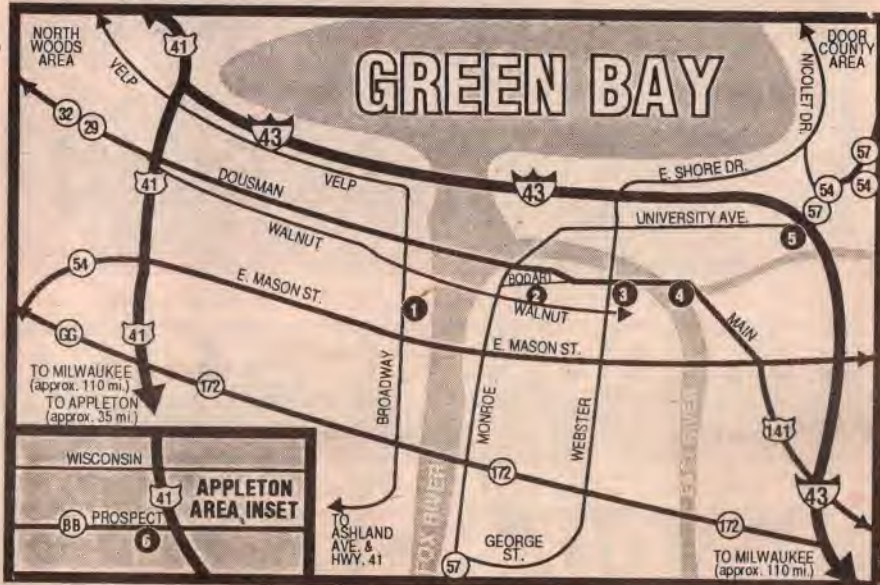 NORTH
WOODS
AREA
41
VELP
GREEN BAY
DOOR
COUNTY
AREA
NICOLET DR.
32
29
43
57
54
54
57
41
DOUSMAN
VELP
43
E. SHORE DR.
UNIVERSITY AVE.
5
WALNUT
54
E. MASON ST.
BODART
1
2
3
4
WALNUT
MAIN
GG
41
E. MASON ST.
TO MILWAUKEE
(approx. 110 mi.)
TO APPLETON
(approx. 35 mi.)
172
BROADWAY
MONROE
WEBSTER
141
FOX RIVER
EAST RIVER
172
43
WISCONSIN
41
APPLETON
AREA INSET
BB
PROSPECT
6
TO
ASHLAND
AVE. &
HWY. 41
57
GEORGE
ST.
172
TO MILWAUKEE
(approx. 110 mi.)